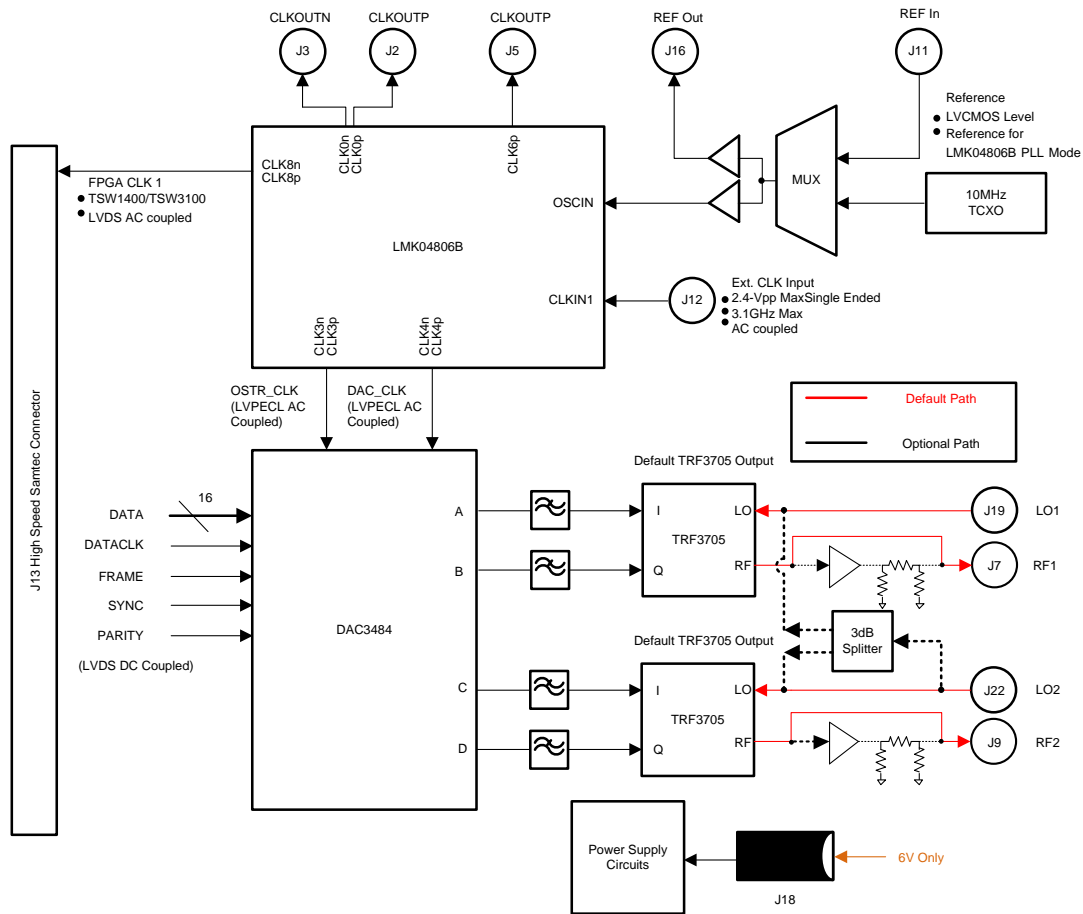 CLKOUTN
CLKOUTP
CLKOUTP
REF Out
REF In
J3
J2
J5
J16
J11
Reference
● LVCMOS Level
● Reference for
LMK04806B PLL Mode
CLK8n
CLK8p
CLK0n
CLK0p
CLK6p
MUX
FPGA CLK 1
● TSW1400/TSW3100
● LVDS AC coupled
OSCIN
10MHz
TCXO
LMK04806B
CLKIN1
J12
Ext. CLK Input
● 2.4-Vpp MaxSingle Ended
● 3.1GHz Max
AC coupled
CLK3n
CLK3p
CLK4n
CLK4p
OSTR_CLK
(LVPECL AC
Coupled)
DAC_CLK
(LVPECL AC
Coupled)
Default Path
Optional Path
J13 High Speed Samtec Connector
Default TRF3705 Output
16
DATA
DATACLK
FRAME
SYNC
PARITY
(LVDS DC Coupled)
DAC3484
A
B
C
D
I
Q
LO
RF
TRF3705
J19
LO1
J7
RF1
3dB
Splitter
Default TRF3705 Output
I
Q
LO
RF
TRF3705
J22
LO2
J9
RF2
Power Supply
Circuits
6V Only
J18